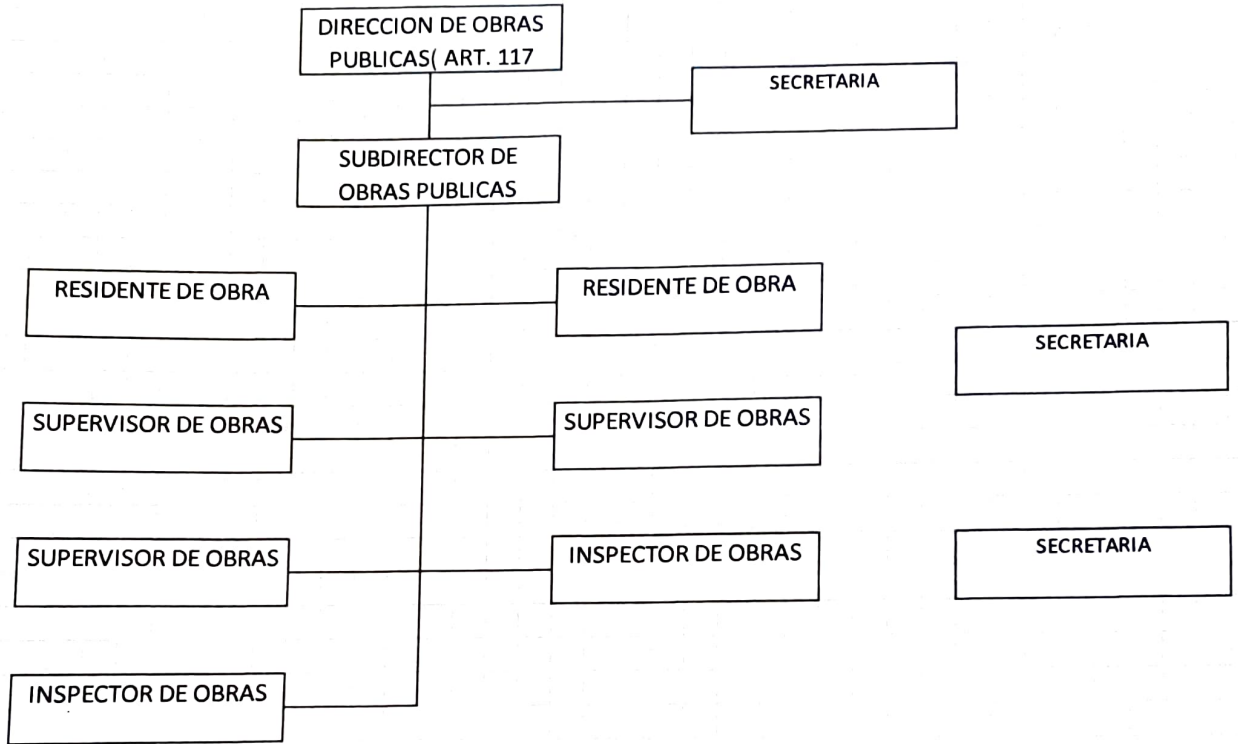 DIRECCION DE OBRAS
PUBLICAS( ART. 117
SECRETARIA
SUBDIRECTOR DE
OBRAS PUBLICAS
RESIDENTE DE OBRA
RESIDENTE DE OBRA
SECRETARIA
SUPERVISOR DE OBRAS
SUPERVISOR DE OBRAS
SUPERVISOR DE OBRAS
INSPECTOR DE OBRAS
SECRETARIA
INSPECTOR DE OBRAS